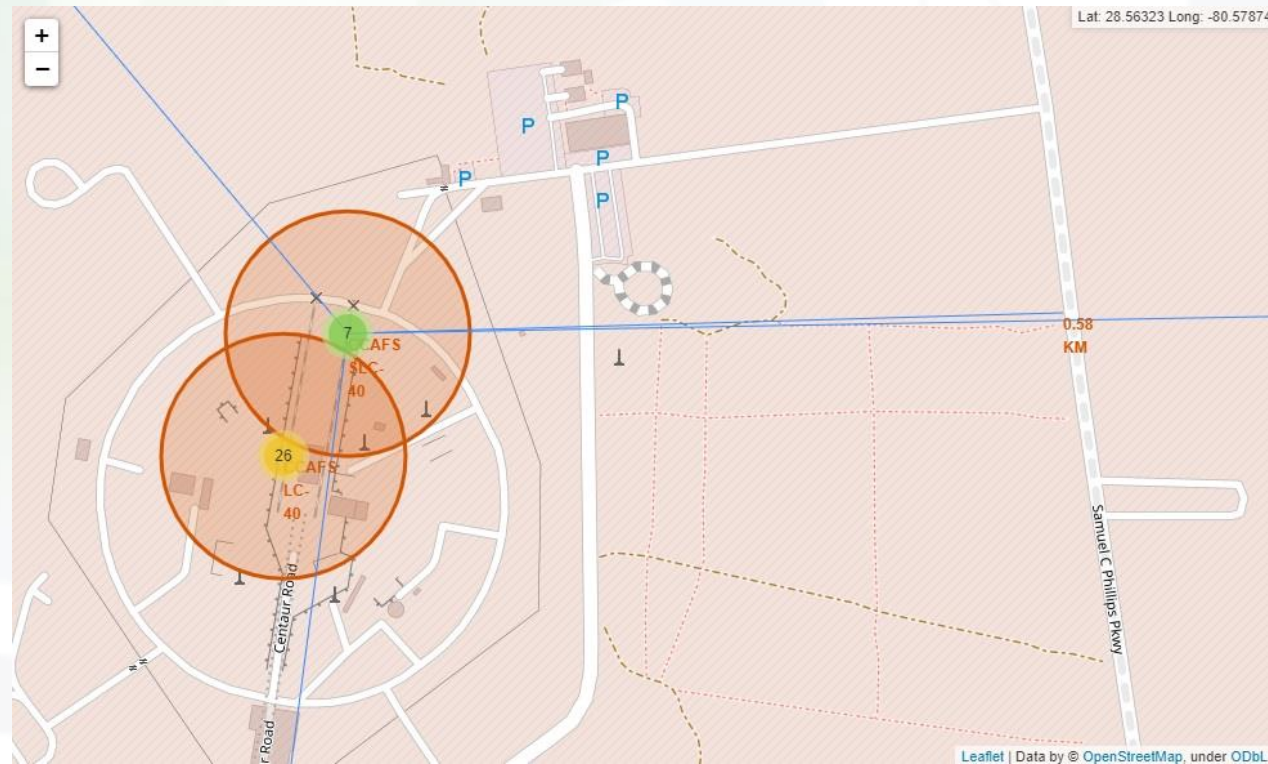 +
−
Lat: 28.56323 Long: -80.57874
P
P
P
P
P
7
CCAFS
SLC-
40
0.58
KM
26
CCAFS
LC-
40
Centaur Road
Samuel C Phillips Pkwy
r Road
Leaflet | Data by © OpenStreetMap, under ODbL